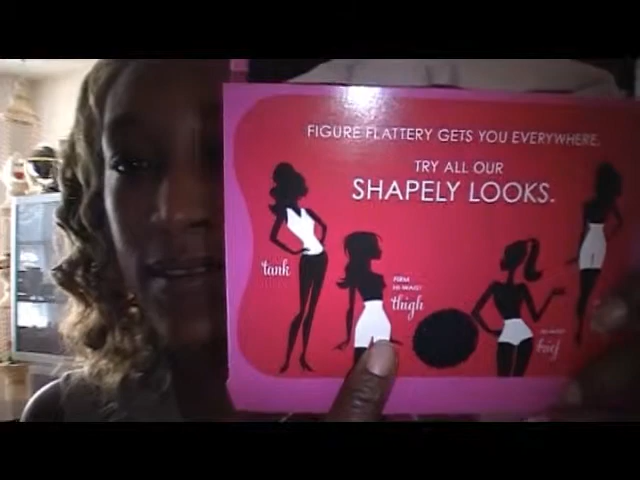 FIGURE FLATTERY GETS YOU EVERYWHERE.
TRY ALL OUR
SHAPELY LOOKS.
tank
FIRM
HI-WAIST
thigh
HI-WAIST
brief